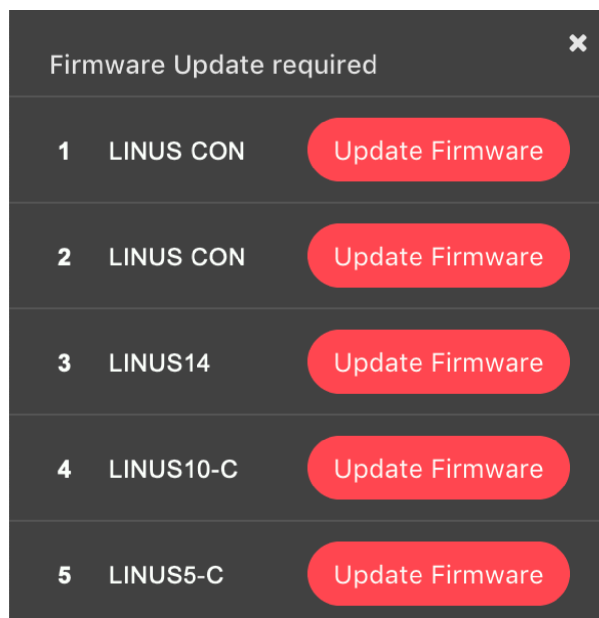 Firmware Update required
1 LINUS CON Update Firmware
2 LINUS CON Update Firmware
3 LINUS14 Update Firmware
4 LINUS10-C Update Firmware
5 LINUS5-C Update Firmware